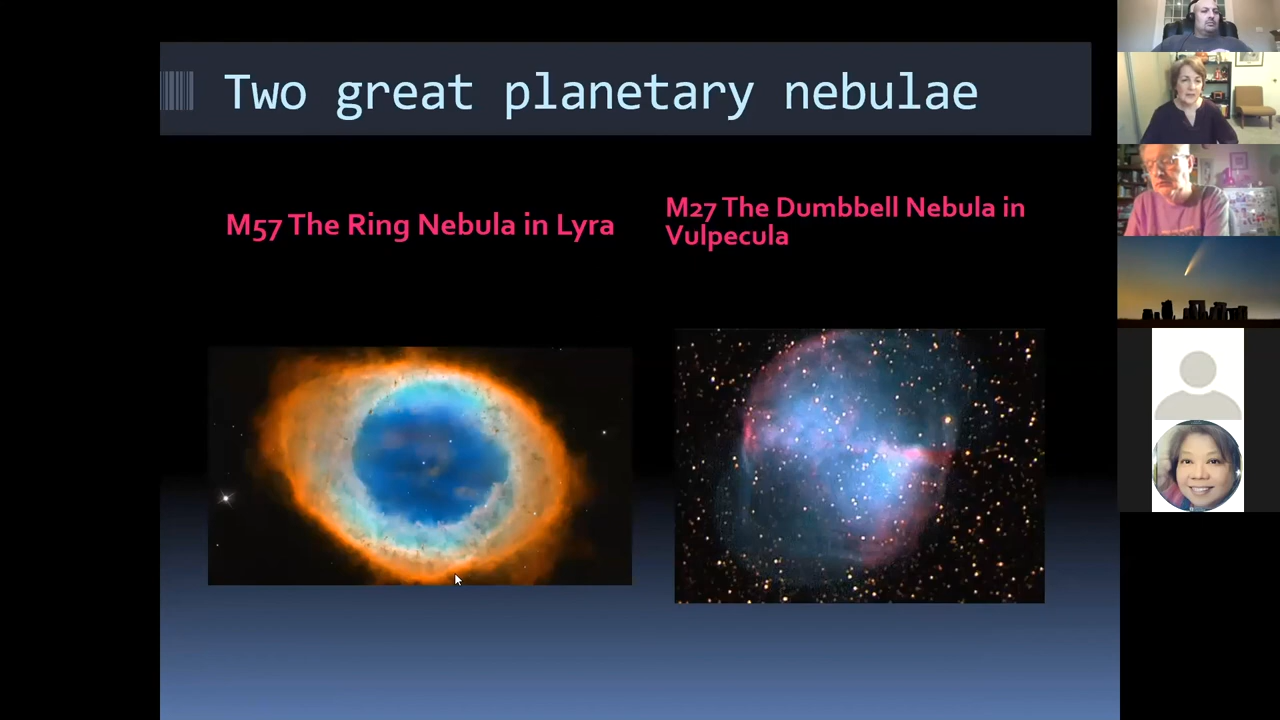 Two great planetary nebulae
M57 The Ring Nebula in Lyra
M27 The Dumbbell Nebula in
Vulpecula